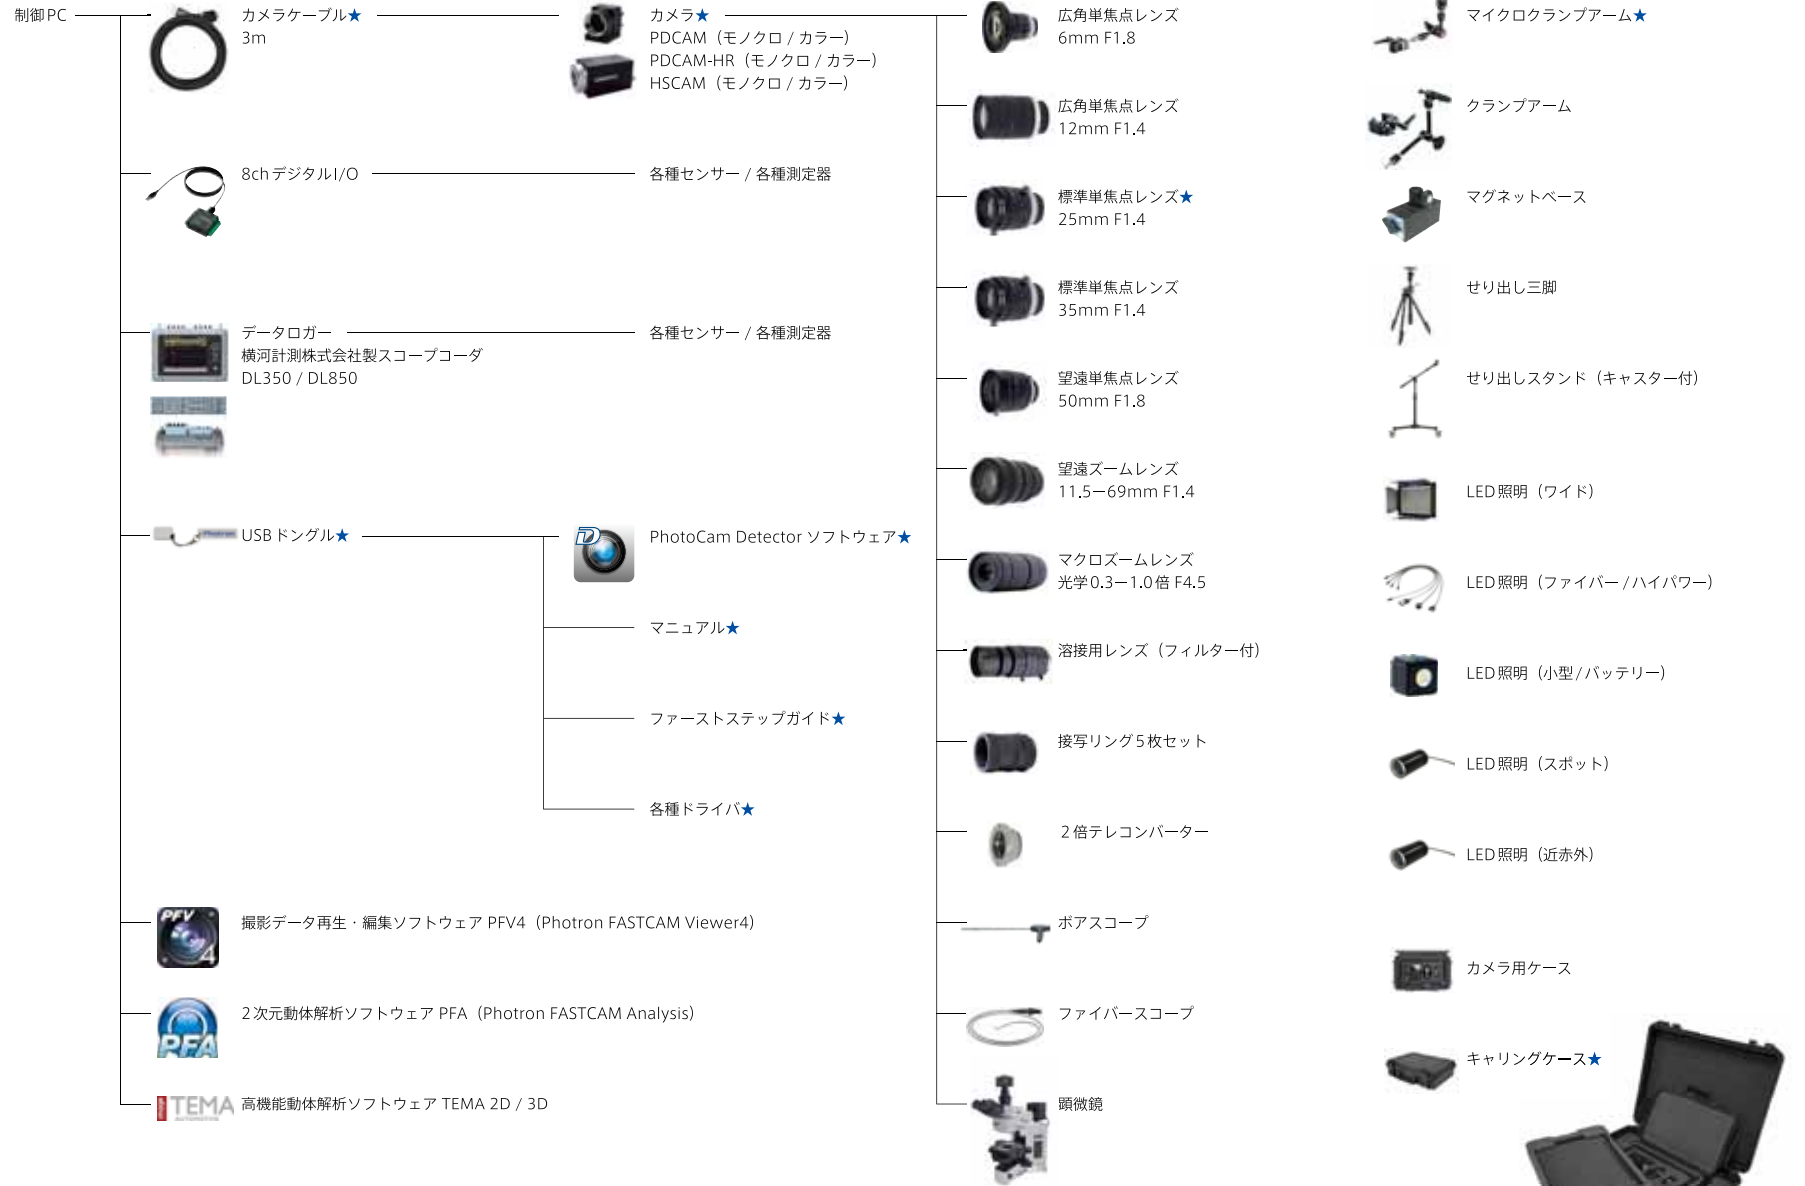 制御PC
カメラケーブル★
3m
カメラ★
PDCAM（モノクロ / カラー）
PDCAM-HR（モノクロ / カラー）
HSCAM（モノクロ / カラー）
8chデジタルI/O
各種センサー / 各種測定器
データロガー
横河計測株式会社製スコープコーダ
DL350 / DL850
各種センサー / 各種測定器
Photron
USBドングル★
D
PhotoCam Detector ソフトウェア★
マニュアル★
ファーストステップガイド★
各種ドライバ★
PFV
4
撮影データ再生・編集ソフトウェア PFV4（Photron FASTCAM Viewer4）
PFA
2次元動体解析ソフトウェア PFA（Photron FASTCAM Analysis）
TEMA
AUTOMOTIVE
高機能動体解析ソフトウェア TEMA 2D / 3D
広角単焦点レンズ
6mm F1.8
広角単焦点レンズ
12mm F1.4
標準単焦点レンズ★
25mm F1.4
標準単焦点レンズ
35mm F1.4
望遠単焦点レンズ
50mm F1.8
望遠ズームレンズ
11.5ー69mm F1.4
マクロズームレンズ
光学0.3ー1.0倍 F4.5
溶接用レンズ（フィルター付）
接写リング5枚セット
2倍テレコンバーター
ボアスコープ
ファイバースコープ
顕微鏡
マイクロクランプアーム★
クランプアーム
マグネットベース
せり出し三脚
せり出しスタンド（キャスター付）
LED照明（ワイド）
LED照明（ファイバー / ハイパワー）
LED照明（小型 / バッテリー）
LED照明（スポット）
LED照明（近赤外）
カメラ用ケース
キャリングケース★